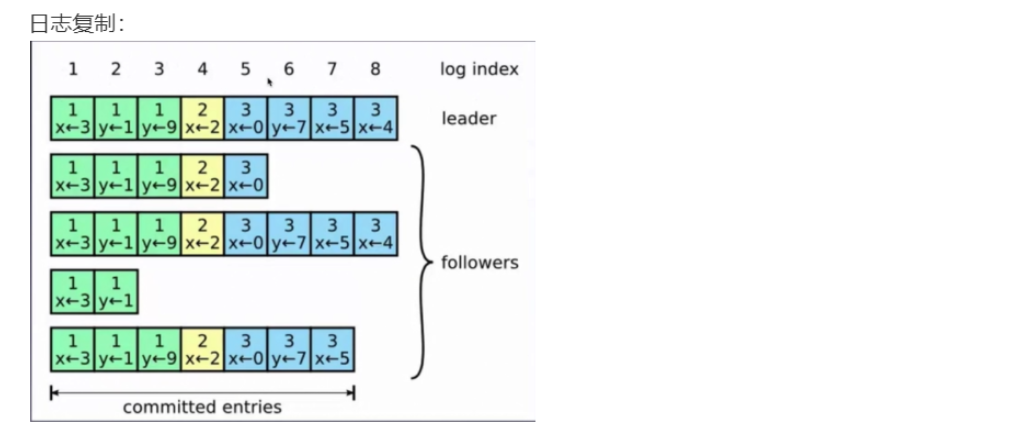 日志复制：
1 2 3 4 5 6 7 8 log index
1 1 1 2 3 3 3 3
x←3 y←1 y←9 x←2 x←0 y←7 x←5 x←4
leader
1 1 1 2 3
x←3 y←1 y←9 x←2 x←0
1 1 1 2 3 3 3 3
x←3 y←1 y←9 x←2 x←0 y←7 x←5 x←4
followers
1 1
x←3 y←1
1 1 1 2 3 3 3
x←3 y←1 y←9 x←2 x←0 y←7 x←5
committed entries